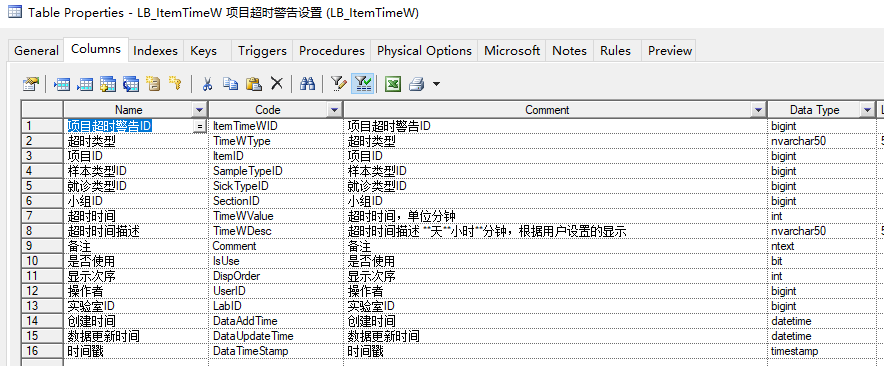 Table Properties - LB_ItemTimeW 项目超时警告设置 (LB_ItemTimeW)
General Columns Indexes Keys Triggers Procedures Physical Options Microsoft Notes Rules Preview
Name Code Comment Data Type L
1 项目超时警告ID = ItemTimeWID 项目超时警告ID bigint
2 超时类型 TimeWType 超时类型 nvarchar50 5
3 项目ID ItemID 项目ID bigint
4 样本类型ID SampleTypeID 样本类型ID bigint
5 就诊类型ID SickTypeID 就诊类型ID bigint
6 小组ID SectionID 小组ID bigint
7 超时时间 TimeWValue 超时时间，单位分钟 int
8 超时时间描述 TimeWDesc 超时时间描述 **天**小时**分钟，根据用户设置的显示 nvarchar50 5
9 备注 Comment 备注 ntext
10 是否使用 IsUse 是否使用 bit
11 显示次序 DispOrder 显示次序 int
12 操作者 UserID 操作者 bigint
13 实验室ID LabID 实验室ID bigint
14 创建时间 DataAddTime 创建时间 datetime
15 数据更新时间 DataUpdateTime 数据更新时间 datetime
16 时间戳 DataTimeStamp 时间戳 timestamp